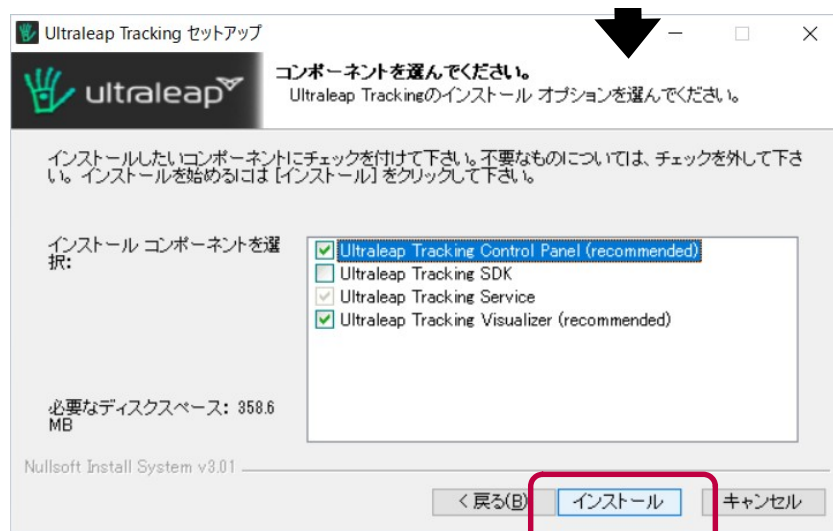 Ultraleap Tracking セットアップ
ultraleap
コンポーネントを選んでください。
Ultraleap Trackingのインストール オプションを選んでください。
インストールしたいコンポーネントにチェックを付けて下さい。不要なものについては、チェックを外して下さ
い。インストールを始めるには [インストール] をクリックして下さい。
インストール コンポーネントを選
択:
Ultraleap Tracking Control Panel (recommended)
Ultraleap Tracking SDK
Ultraleap Tracking Service
Ultraleap Tracking Visualizer (recommended)
必要なディスクスペース: 358.6
MB
Nullsoft Install System v3.01
< 戻る(B)
インストール
キャンセル